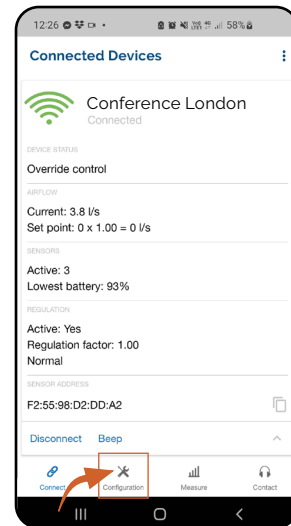 12:26 58%
Connected Devices
Conference London
Connected
DEVICE STATUS
Override control
AIRFLOW
Current: 3.8 l/s
Set point: 0 x 1.00 = 0 l/s
SENSORS
Active: 3
Lowest battery: 93%
REGULATION
Active: Yes
Regulation factor: 1.00
Normal
SENSOR ADDRESS
F2:55:98:D2:DD:A2
Disconnect Beep
Connect Configuration Measure Contact